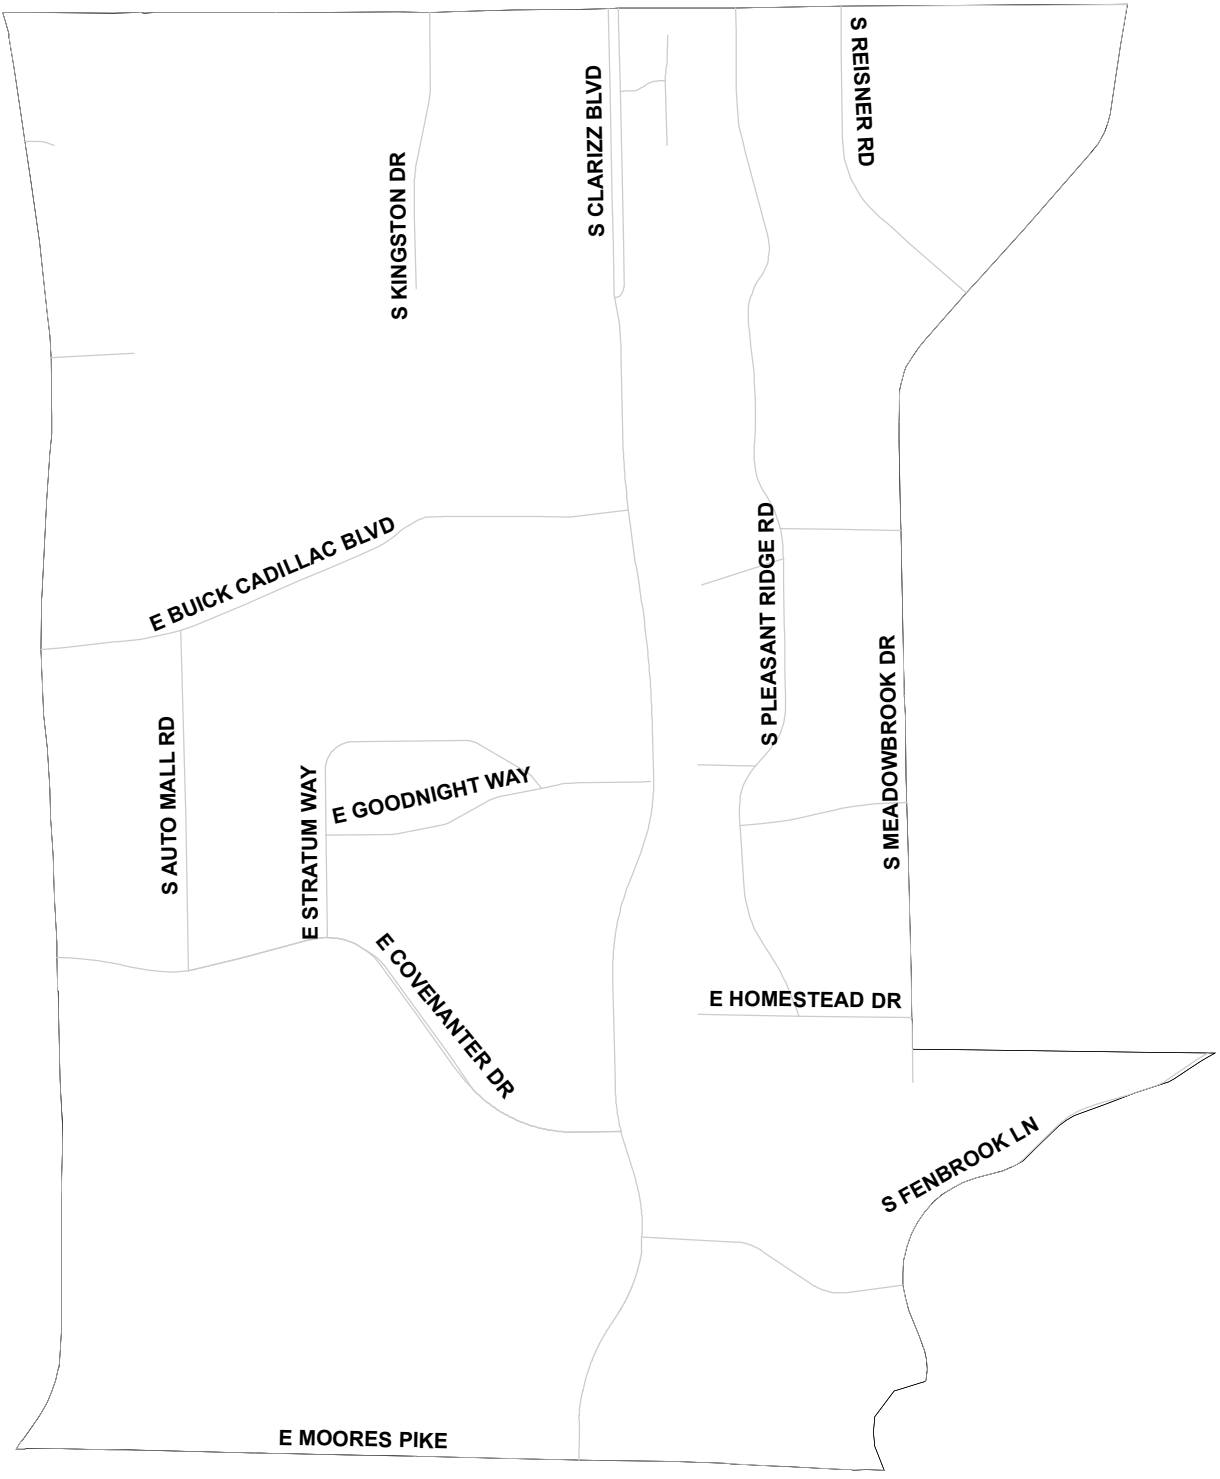 S REISNER RD
S CLARIZZ BLVD
S KINGSTON DR
E BUICK CADILLAC BLVD
S PLEASANT RIDGE RD
S MEADOWBROOK DR
S AUTO MALL RD
E STRATUM WAY
E GOODNIGHT WAY
E COVENANTER DR
E HOMESTEAD DR
S FENBROOK LN
E MOORES PIKE